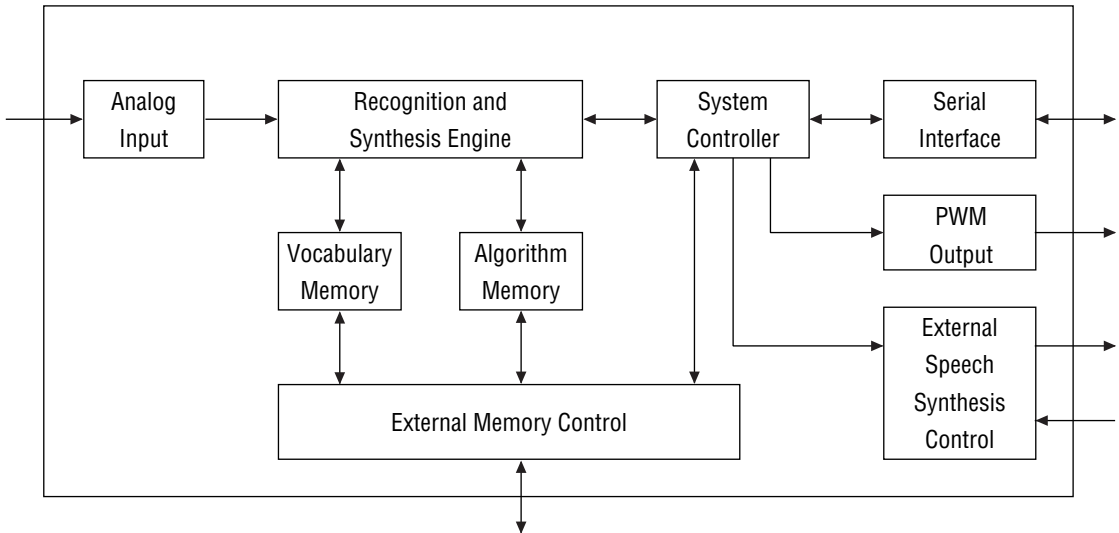 Analog
Input
Recognition and
Synthesis Engine
System
Controller
Serial
Interface
Vocabulary
Memory
Algorithm
Memory
PWM
Output
External Memory Control
External
Speech
Synthesis
Control